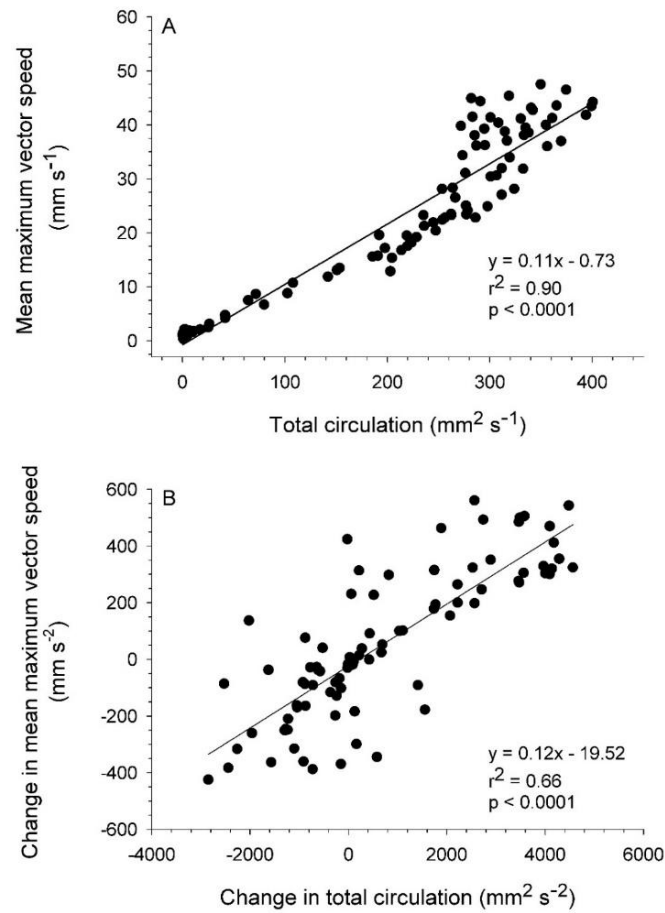 A
Mean maximum vector speed
(mm s⁻¹)
60
50
40
30
20
10
0
y = 0.11x - 0.73
r² = 0.90
p < 0.0001
0 100 200 300 400
Total circulation (mm² s⁻¹)
B
Change in mean maximum vector speed
(mm s⁻²)
600
400
200
0
-200
-400
-600
y = 0.12x - 19.52
r² = 0.66
p < 0.0001
-4000 -2000 0 2000 4000 6000
Change in total circulation (mm² s⁻²)